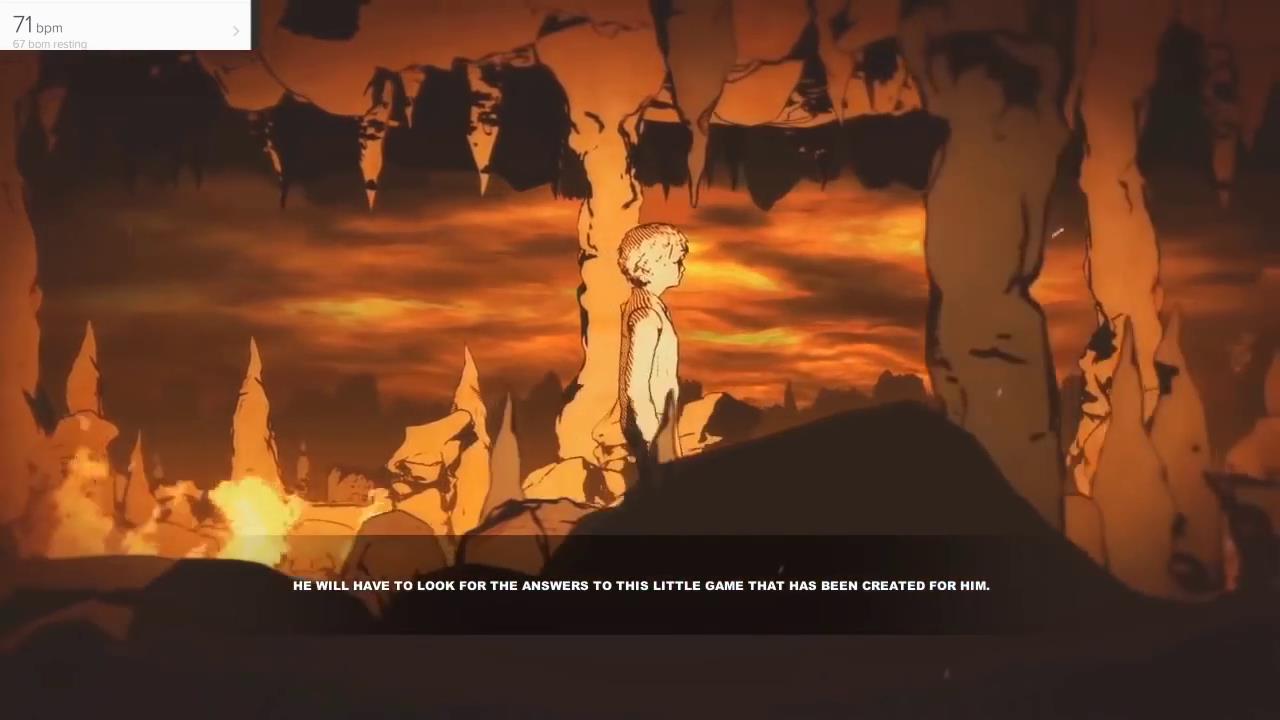 71 bpm
67 bpm resting
HE WILL HAVE TO LOOK FOR THE ANSWERS TO THIS LITTLE GAME THAT HAS BEEN CREATED FOR HIM.